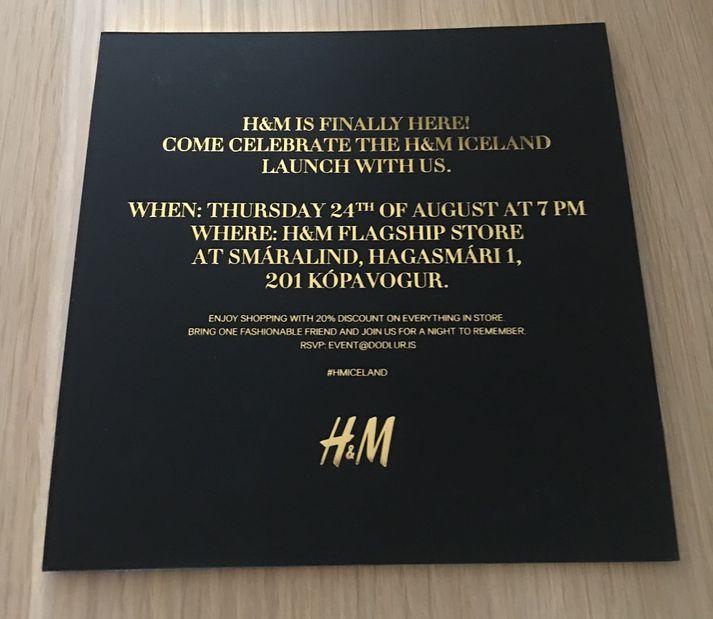 H&M IS FINALLY HERE!
COME CELEBRATE THE H&M ICELAND
LAUNCH WITH US.
WHEN: THURSDAY 24TH OF AUGUST AT 7 PM
WHERE: H&M FLAGSHIP STORE
AT SMÁRALIND, HAGASMÁRI 1,
201 KÓPAVOGUR.
ENJOY SHOPPING WITH 20% DISCOUNT ON EVERYTHING IN STORE.
BRING ONE FASHIONABLE FRIEND AND JOIN US FOR A NIGHT TO REMEMBER.
RSVP: EVENT@DODLUR.IS
#HMICELAND
H&M